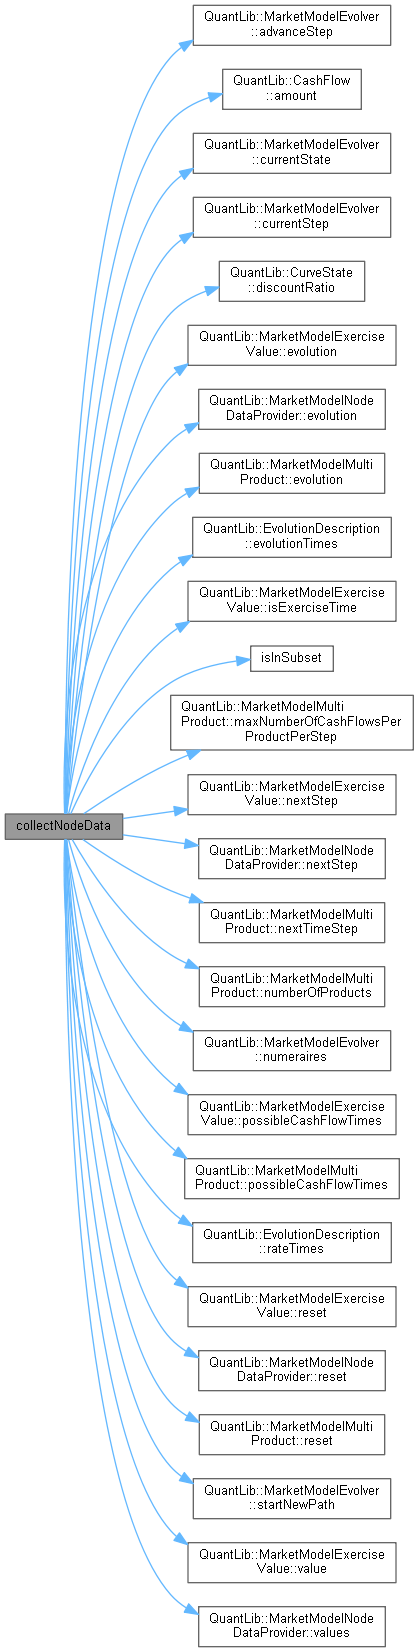 QuantLib::MarketModelEvolver
::advanceStep
QuantLib::CashFlow
::amount
QuantLib::MarketModelEvolver
::currentState
QuantLib::MarketModelEvolver
::currentStep
QuantLib::CurveState
::discountRatio
QuantLib::MarketModelExercise
Value::evolution
QuantLib::MarketModelNode
DataProvider::evolution
QuantLib::MarketModelMulti
Product::evolution
QuantLib::EvolutionDescription
::evolutionTimes
QuantLib::MarketModelExercise
Value::isExerciseTime
isInSubset
QuantLib::MarketModelMulti
Product::maxNumberOfCashFlowsPer
ProductPerStep
QuantLib::MarketModelExercise
Value::nextStep
collectNodeData
QuantLib::MarketModelNode
DataProvider::nextStep
QuantLib::MarketModelMulti
Product::nextTimeStep
QuantLib::MarketModelMulti
Product::numberOfProducts
QuantLib::MarketModelEvolver
::numeraires
QuantLib::MarketModelExercise
Value::possibleCashFlowTimes
QuantLib::MarketModelMulti
Product::possibleCashFlowTimes
QuantLib::EvolutionDescription
::rateTimes
QuantLib::MarketModelExercise
Value::reset
QuantLib::MarketModelNode
DataProvider::reset
QuantLib::MarketModelMulti
Product::reset
QuantLib::MarketModelEvolver
::startNewPath
QuantLib::MarketModelExercise
Value::value
QuantLib::MarketModelNode
DataProvider::values